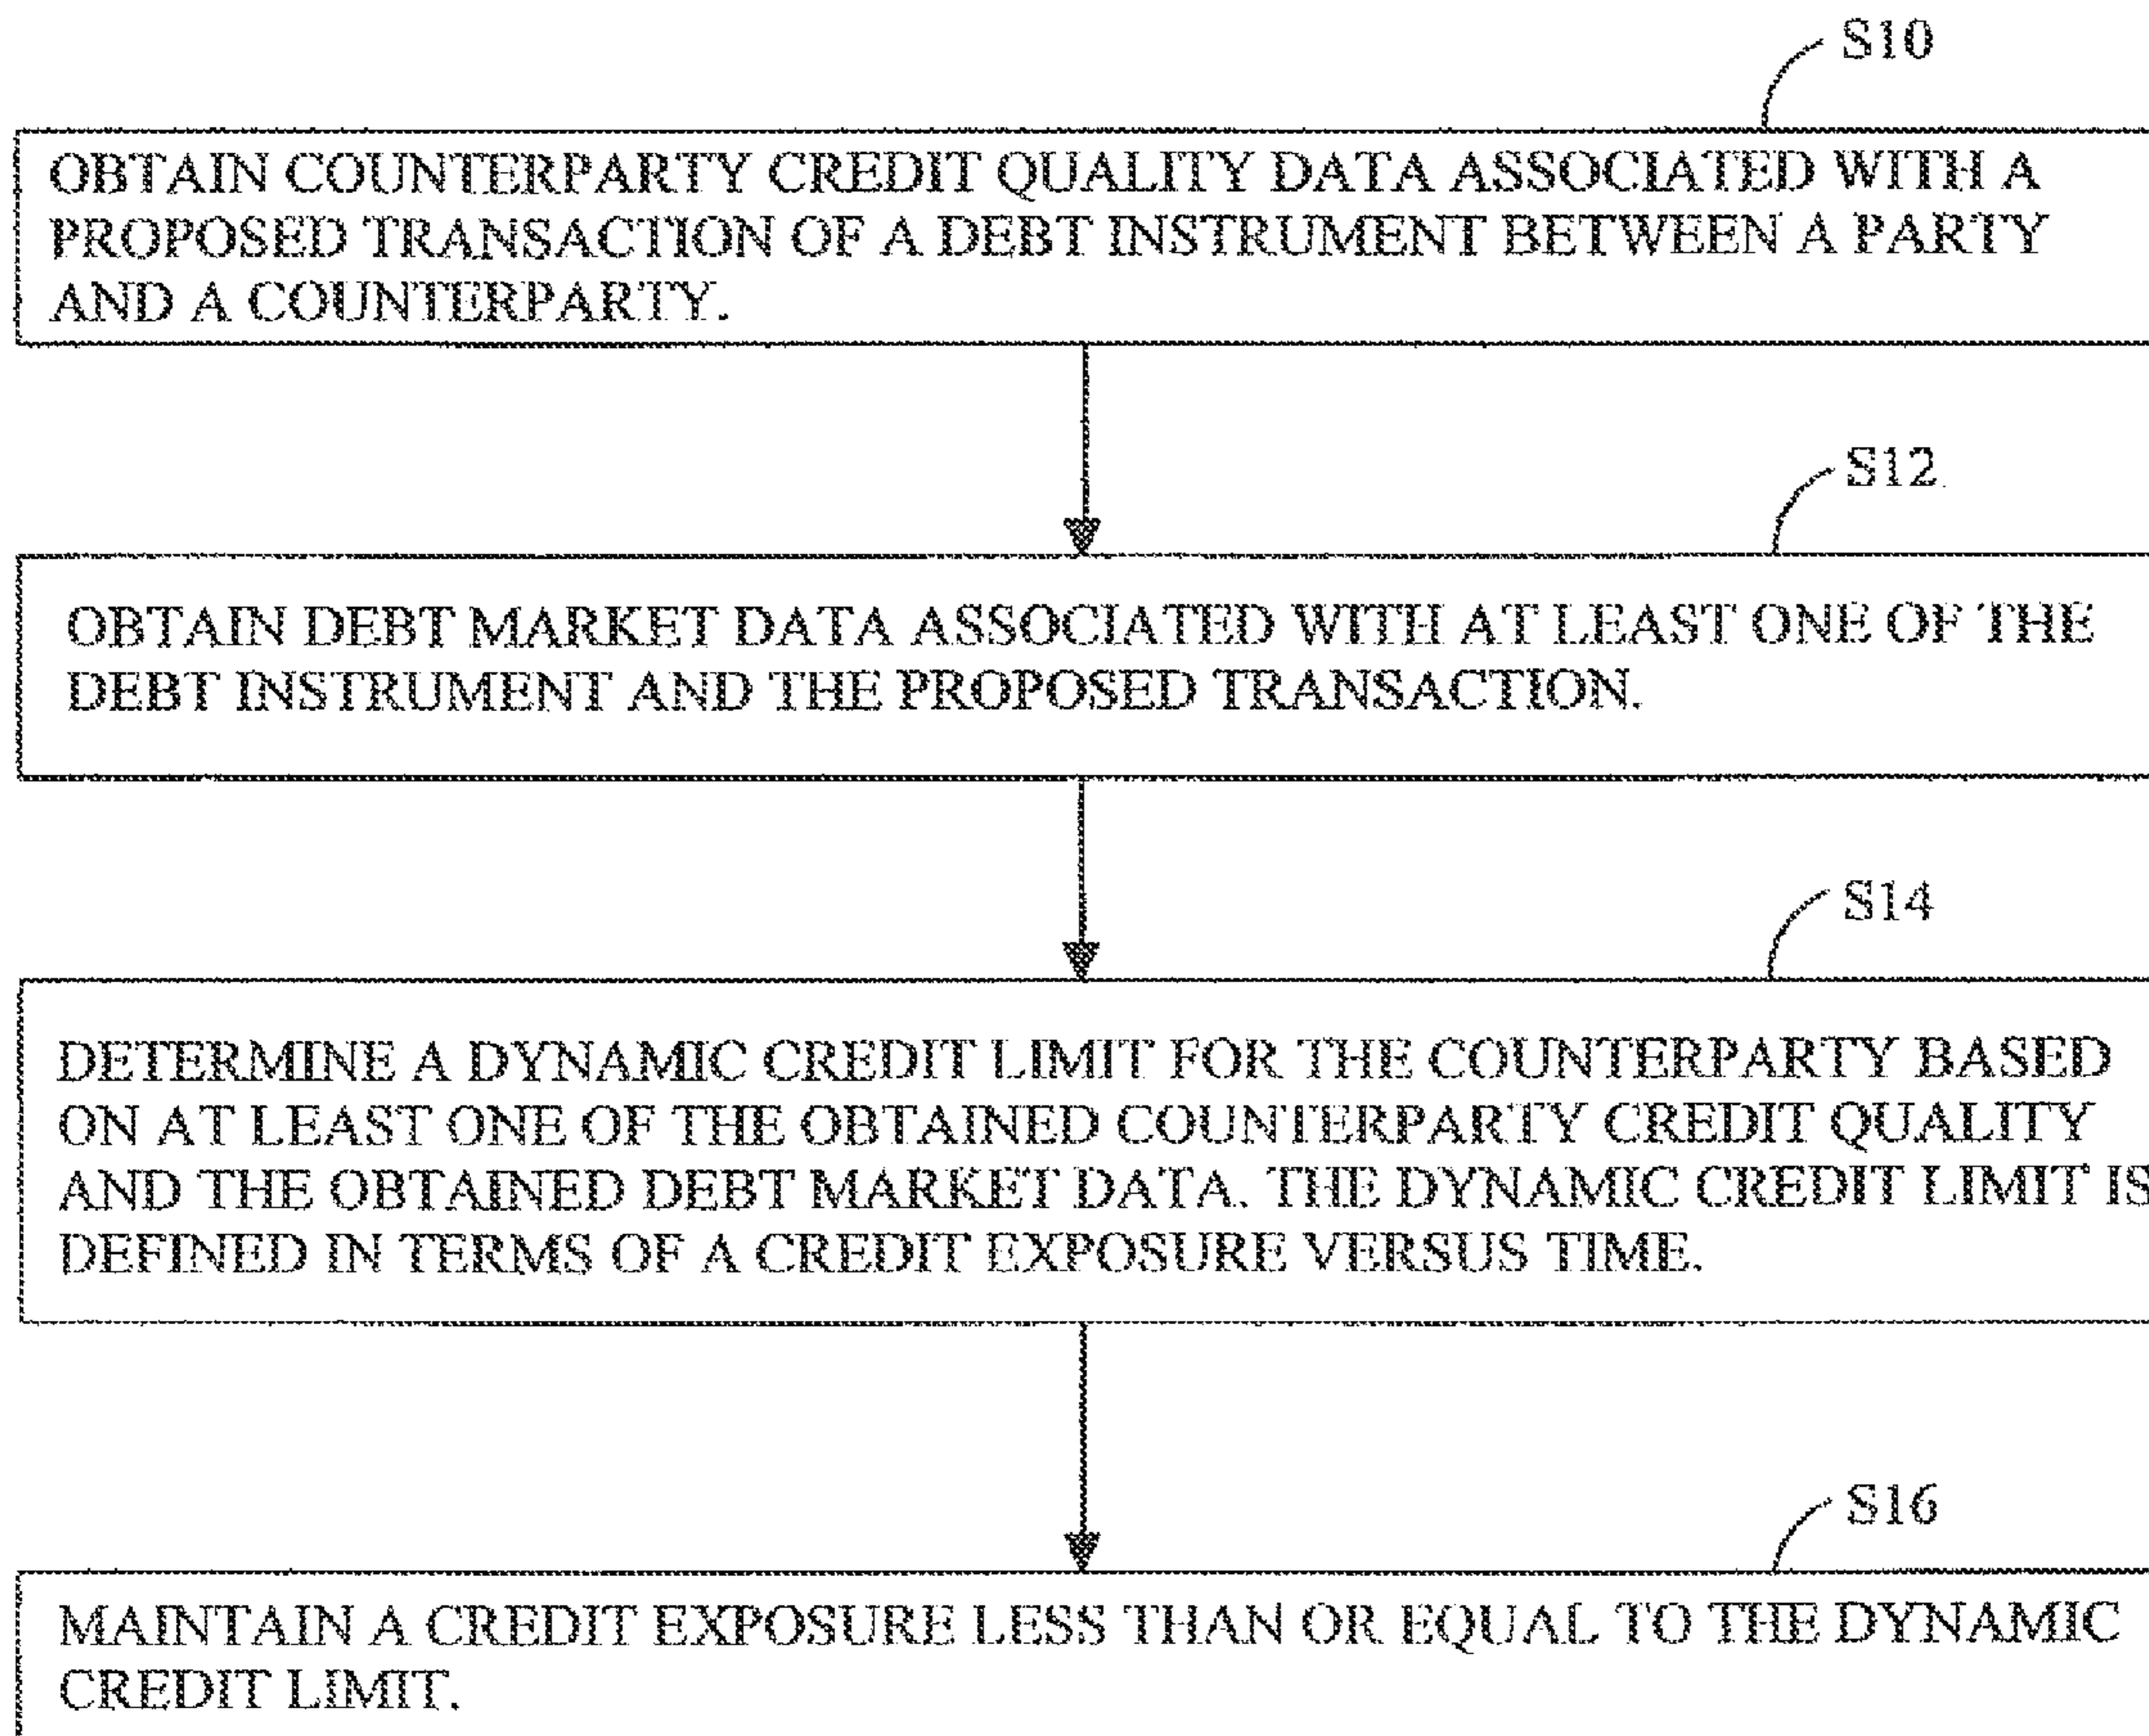 S10
OBTAIN COUNTERPARTY CREDIT QUALITY DATA ASSOCIATED WITH A
PROPOSED TRANSACTION OF A DEBT INSTRUMENT BETWEEN A PARTY
AND A COUNTERPARTY.
S12
OBTAIN DEBT MARKET DATA ASSOCIATED WITH AT LEAST ONE OF THE
DEBT INSTRUMENT AND THE PROPOSED TRANSACTION.
S14
DETERMINE A DYNAMIC CREDIT LIMIT FOR THE COUNTERPARTY BASED
ON AT LEAST ONE OF THE OBTAINED COUNTERPARTY CREDIT QUALITY
AND THE OBTAINED DEBT MARKET DATA. THE DYNAMIC CREDIT LIMIT IS
DEFINED IN TERMS OF A CREDIT EXPOSURE VERSUS TIME.
S16
MAINTAIN A CREDIT EXPOSURE LESS THAN OR EQUAL TO THE DYNAMIC
CREDIT LIMIT.